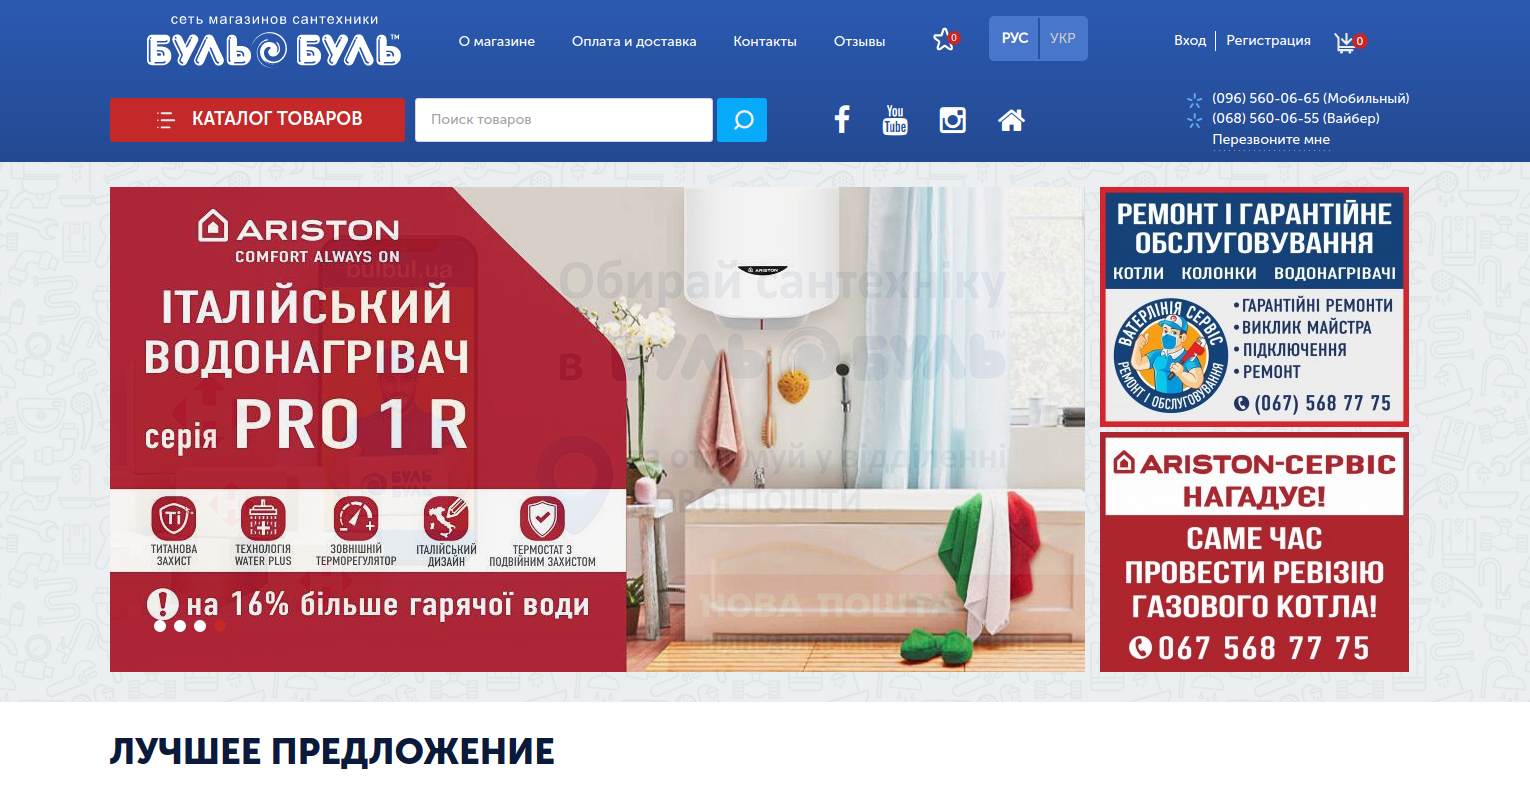 сеть магазинов сантехники
БУЛЬ БУЛЬ™
О магазине
Оплата и доставка
Контакты
Отзывы
0
РУС
УКР
Вход
Регистрация
0
КАТАЛОГ ТОВАРОВ
Поиск товаров
You
Tube
(096) 560-06-65 (Мобильный)
(068) 560-06-55 (Вайбер)
Перезвоните мне
ARISTON
COMFORT ALWAYS ON
bulbul.ua
ІТАЛІЙСЬКИЙ
ВОДОНАГРІВАЧ
серія PRO 1 R
БУЛЬ
БУЛЬ
Ti
ТИТАНОВА
ЗАХИСТ
ТЕХНОЛОГІЯ
WATER PLUS
ЗОВНІШНІЙ
ТЕРМОРЕГУЛЯТОР
ІТАЛІЙСЬКИЙ
ДИЗАЙН
ТЕРМОСТАТ З
ПОДВІЙНИМ ЗАХИСТОМ
на 16% більше гарячої води
ARISTON
Обирай сантехніку
в БУЛЬ БУЛЬ™
отримуй у відділенні
НОВА ПОШТА
РЕМОНТ І ГАРАНТІЙНЕ
ОБСЛУГОВУВАННЯ
КОТЛИ КОЛОНКИ ВОДОНАГРІВАЧІ
ВАТЕРЛІНІЯ СЕРВІС
РЕМОНТ І ОБСЛУГОВУВАННЯ
• ГАРАНТІЙНІ РЕМОНТИ
• ВИКЛИК МАЙСТРА
• ПІДКЛЮЧЕННЯ
• РЕМОНТ
(067) 568 77 75
ARISTON-СЕРВІС
НАГАДУЄ!
САМЕ ЧАС
ПРОВЕСТИ РЕВІЗІЮ
ГАЗОВОГО КОТЛА!
067 568 77 75
ЛУЧШЕЕ ПРЕДЛОЖЕНИЕ